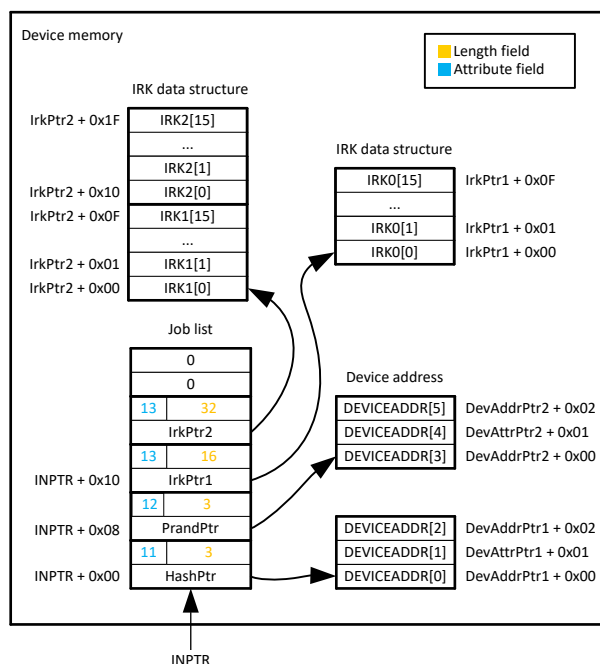 Device memory
Length field
Attribute field
IRK data structure
IrkPtr2 + 0x1F
IRK2[15]
...
IRK2[1]
IrkPtr2 + 0x10
IRK2[0]
IrkPtr2 + 0x0F
IRK1[15]
...
IrkPtr2 + 0x01
IRK1[1]
IrkPtr2 + 0x00
IRK1[0]
IRK data structure
IRK0[15]
IrkPtr1 + 0x0F
...
IRK0[1]
IrkPtr1 + 0x01
IRK0[0]
IrkPtr1 + 0x00
Job list
0
0
13 32
IrkPtr2
13 16
INPTR + 0x10
IrkPtr1
12 3
INPTR + 0x08
PrandPtr
11 3
INPTR + 0x00
HashPtr
INPTR
Device address
DEVICEADDR[5]
DevAddrPtr2 + 0x02
DEVICEADDR[4]
DevAttrPtr2 + 0x01
DEVICEADDR[3]
DevAddrPtr2 + 0x00
DEVICEADDR[2]
DevAddrPtr1 + 0x02
DEVICEADDR[1]
DevAttrPtr1 + 0x01
DEVICEADDR[0]
DevAddrPtr1 + 0x00